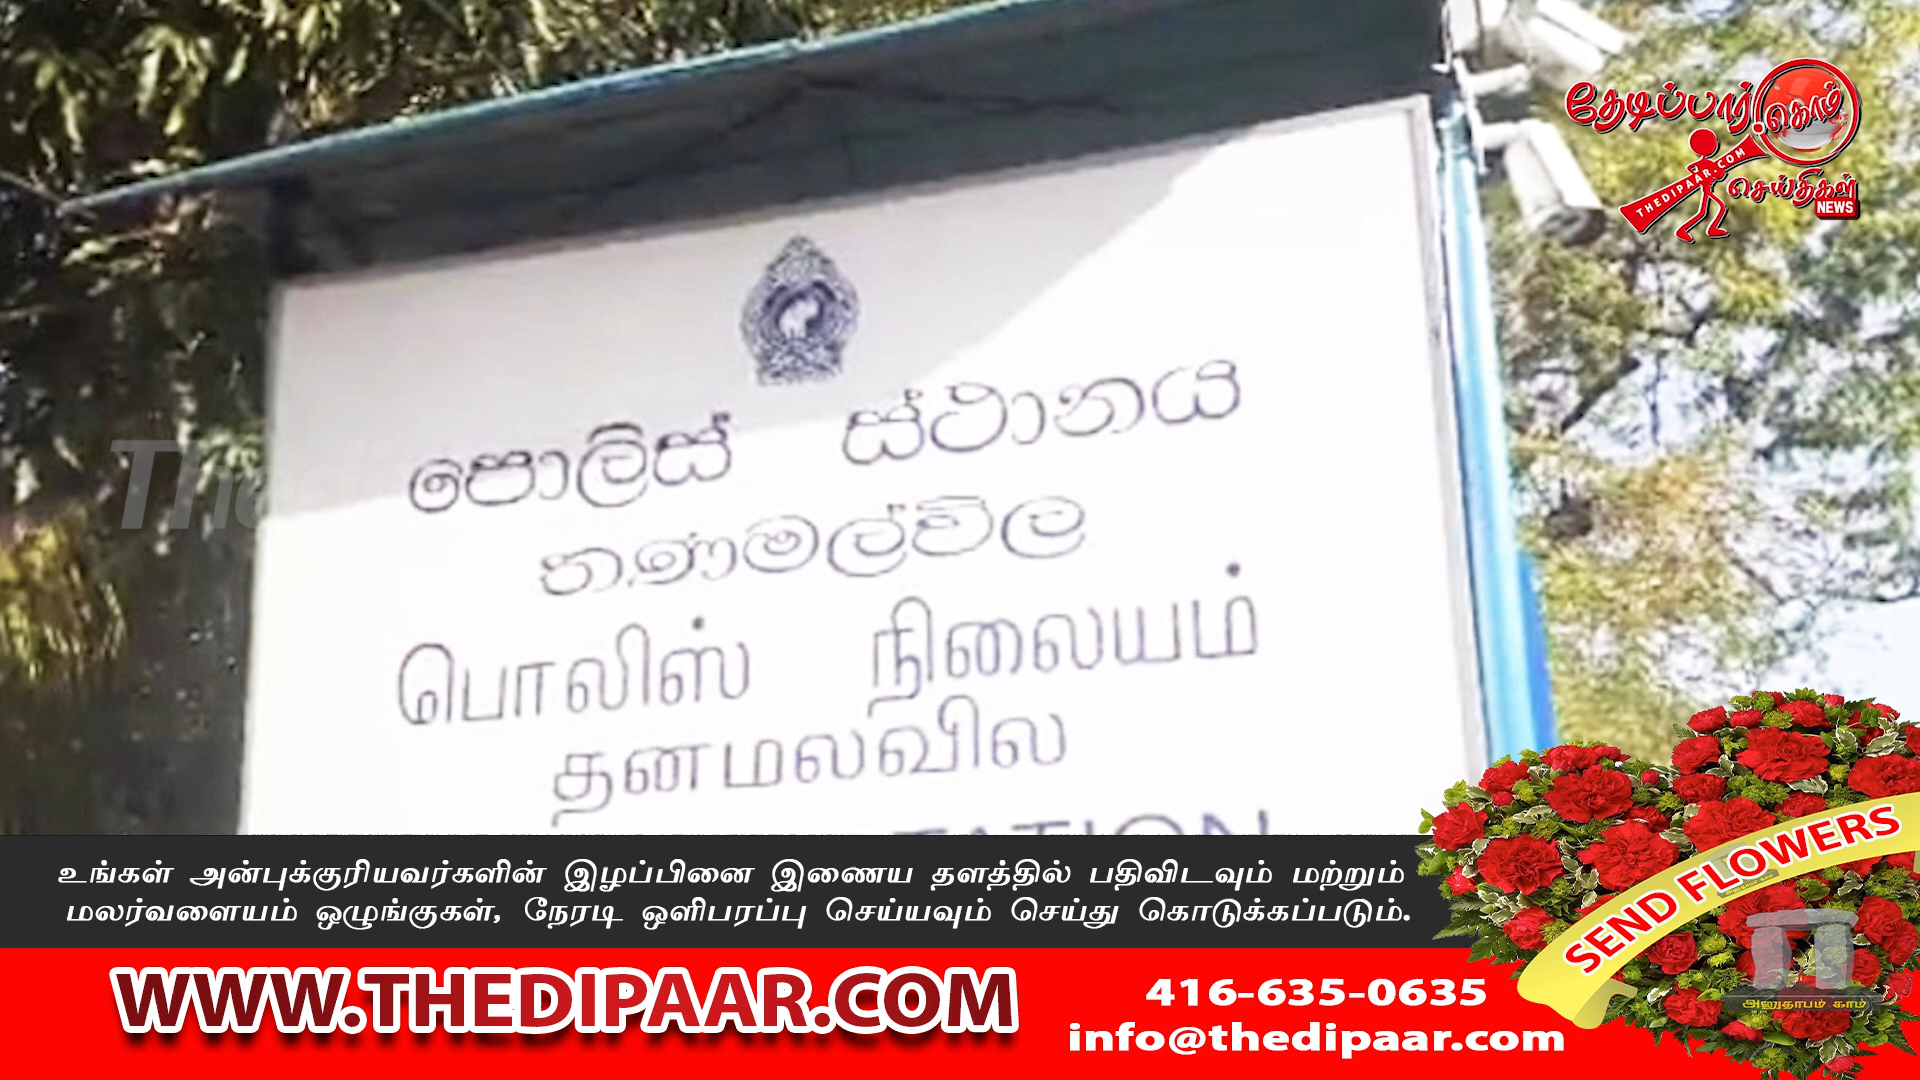 தேடிப்பார்.கொம்
THEDIPAAR.COM
செய்திகள்
NEWS
පොලිස් ස්ථානය
තණමල්විල
பொலிஸ் நிலையம்
தனமலவில
உங்கள் அன்புக்குரியவர்களின் இழப்பினை இணைய தளத்தில் பதிவிடவும் மற்றும்
மலர்வளையம் ஒழுங்குகள், நேரடி ஒளிபரப்பு செய்யவும் செய்து கொடுக்கப்படும்.
SEND FLOWERS
அனுதாபம் காம்
WWW.THEDIPAAR.COM
416-635-0635
info@thedipaar.com